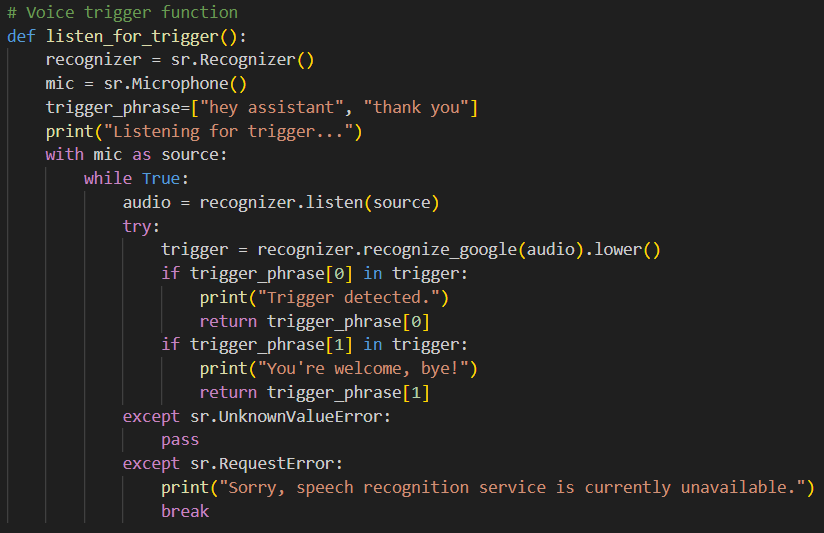 # Voice trigger function
def listen_for_trigger():
    recognizer = sr.Recognizer()
    mic = sr.Microphone()
    trigger_phrase=["hey assistant", "thank you"]
    print("Listening for trigger...")
    with mic as source:
        while True:
            audio = recognizer.listen(source)
            try:
                trigger = recognizer.recognize_google(audio).lower()
                if trigger_phrase[0] in trigger:
                    print("Trigger detected.")
                    return trigger_phrase[0]
                if trigger_phrase[1] in trigger:
                    print("You're welcome, bye!")
                    return trigger_phrase[1]
            except sr.UnknownValueError:
                pass
            except sr.RequestError:
                print("Sorry, speech recognition service is currently unavailable.")
                break